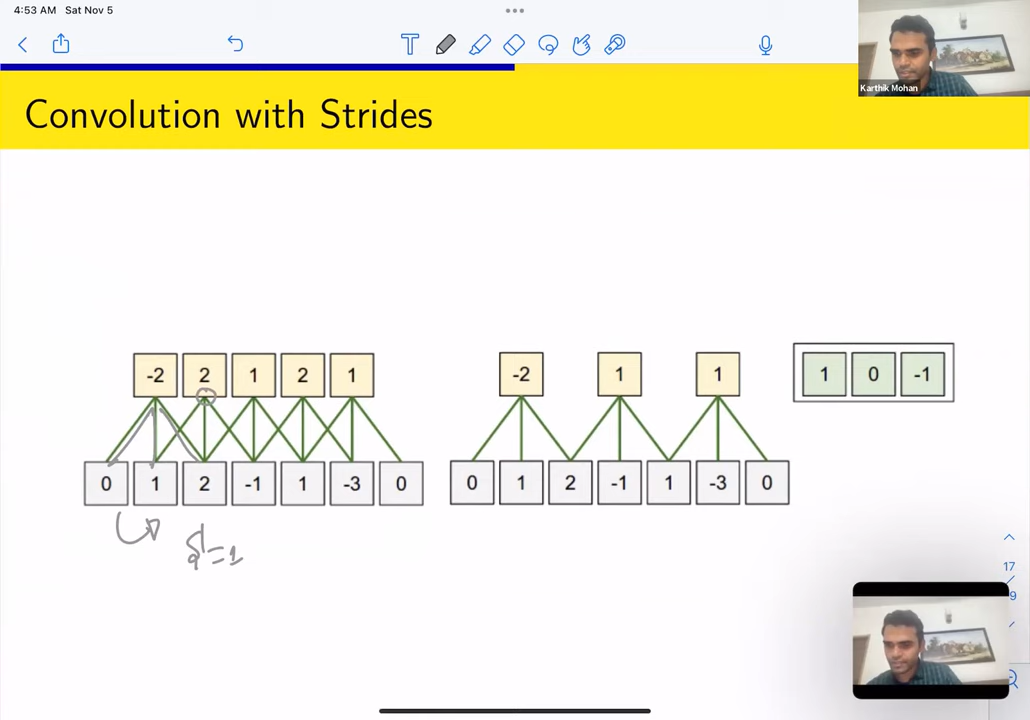 4:53 AM Sat Nov 5
T
Karthik Mohan
Convolution with Strides
-2 2 1 2 1
-2 1 1
1 0 -1
0 1 2 -1 1 -3 0
0 1 2 -1 1 -3 0
=1
17